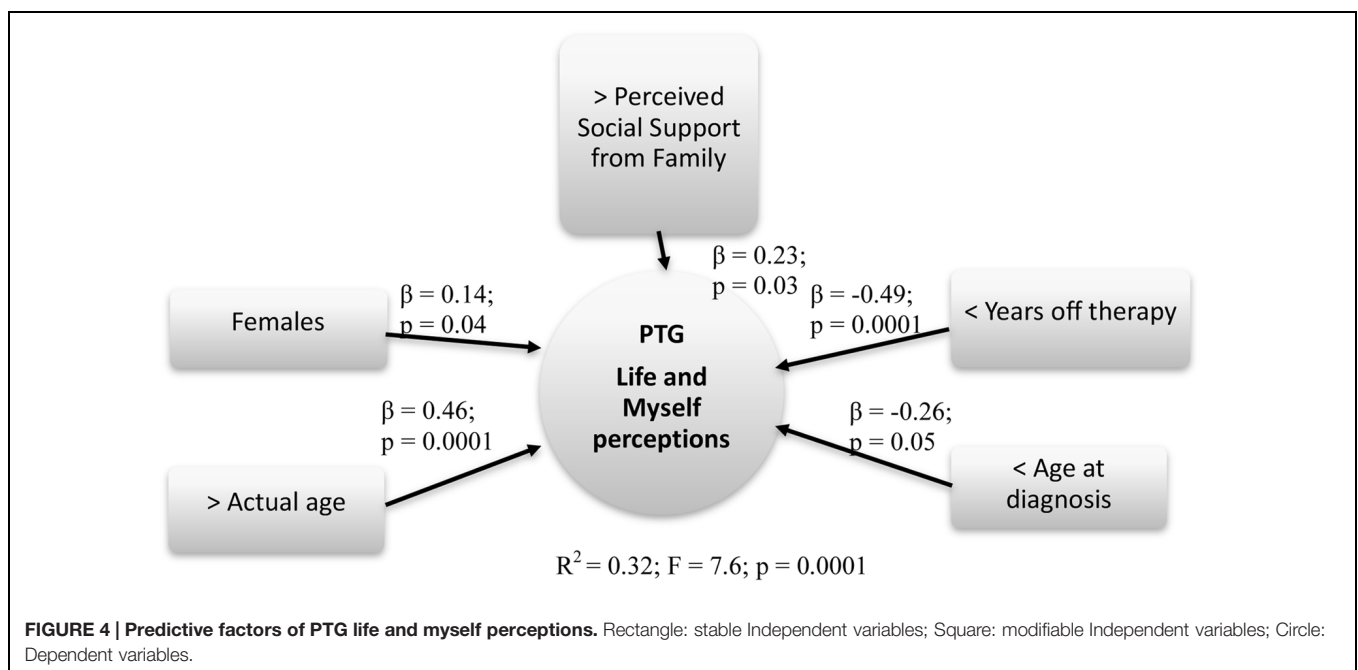 > Perceived
Social Support
from Family
β = 0.23;
p = 0.03
Females
β = 0.14;
p = 0.04
β = -0.49;
p = 0.0001
< Years off therapy
PTG
Life and
Myself
perceptions
> Actual age
β = 0.46;
p = 0.0001
β = -0.26;
p = 0.05
< Age at
diagnosis
R² = 0.32; F = 7.6; p = 0.0001
FIGURE 4 | Predictive factors of PTG life and myself perceptions. Rectangle: stable Independent variables; Square: modifiable Independent variables; Circle:
Dependent variables.